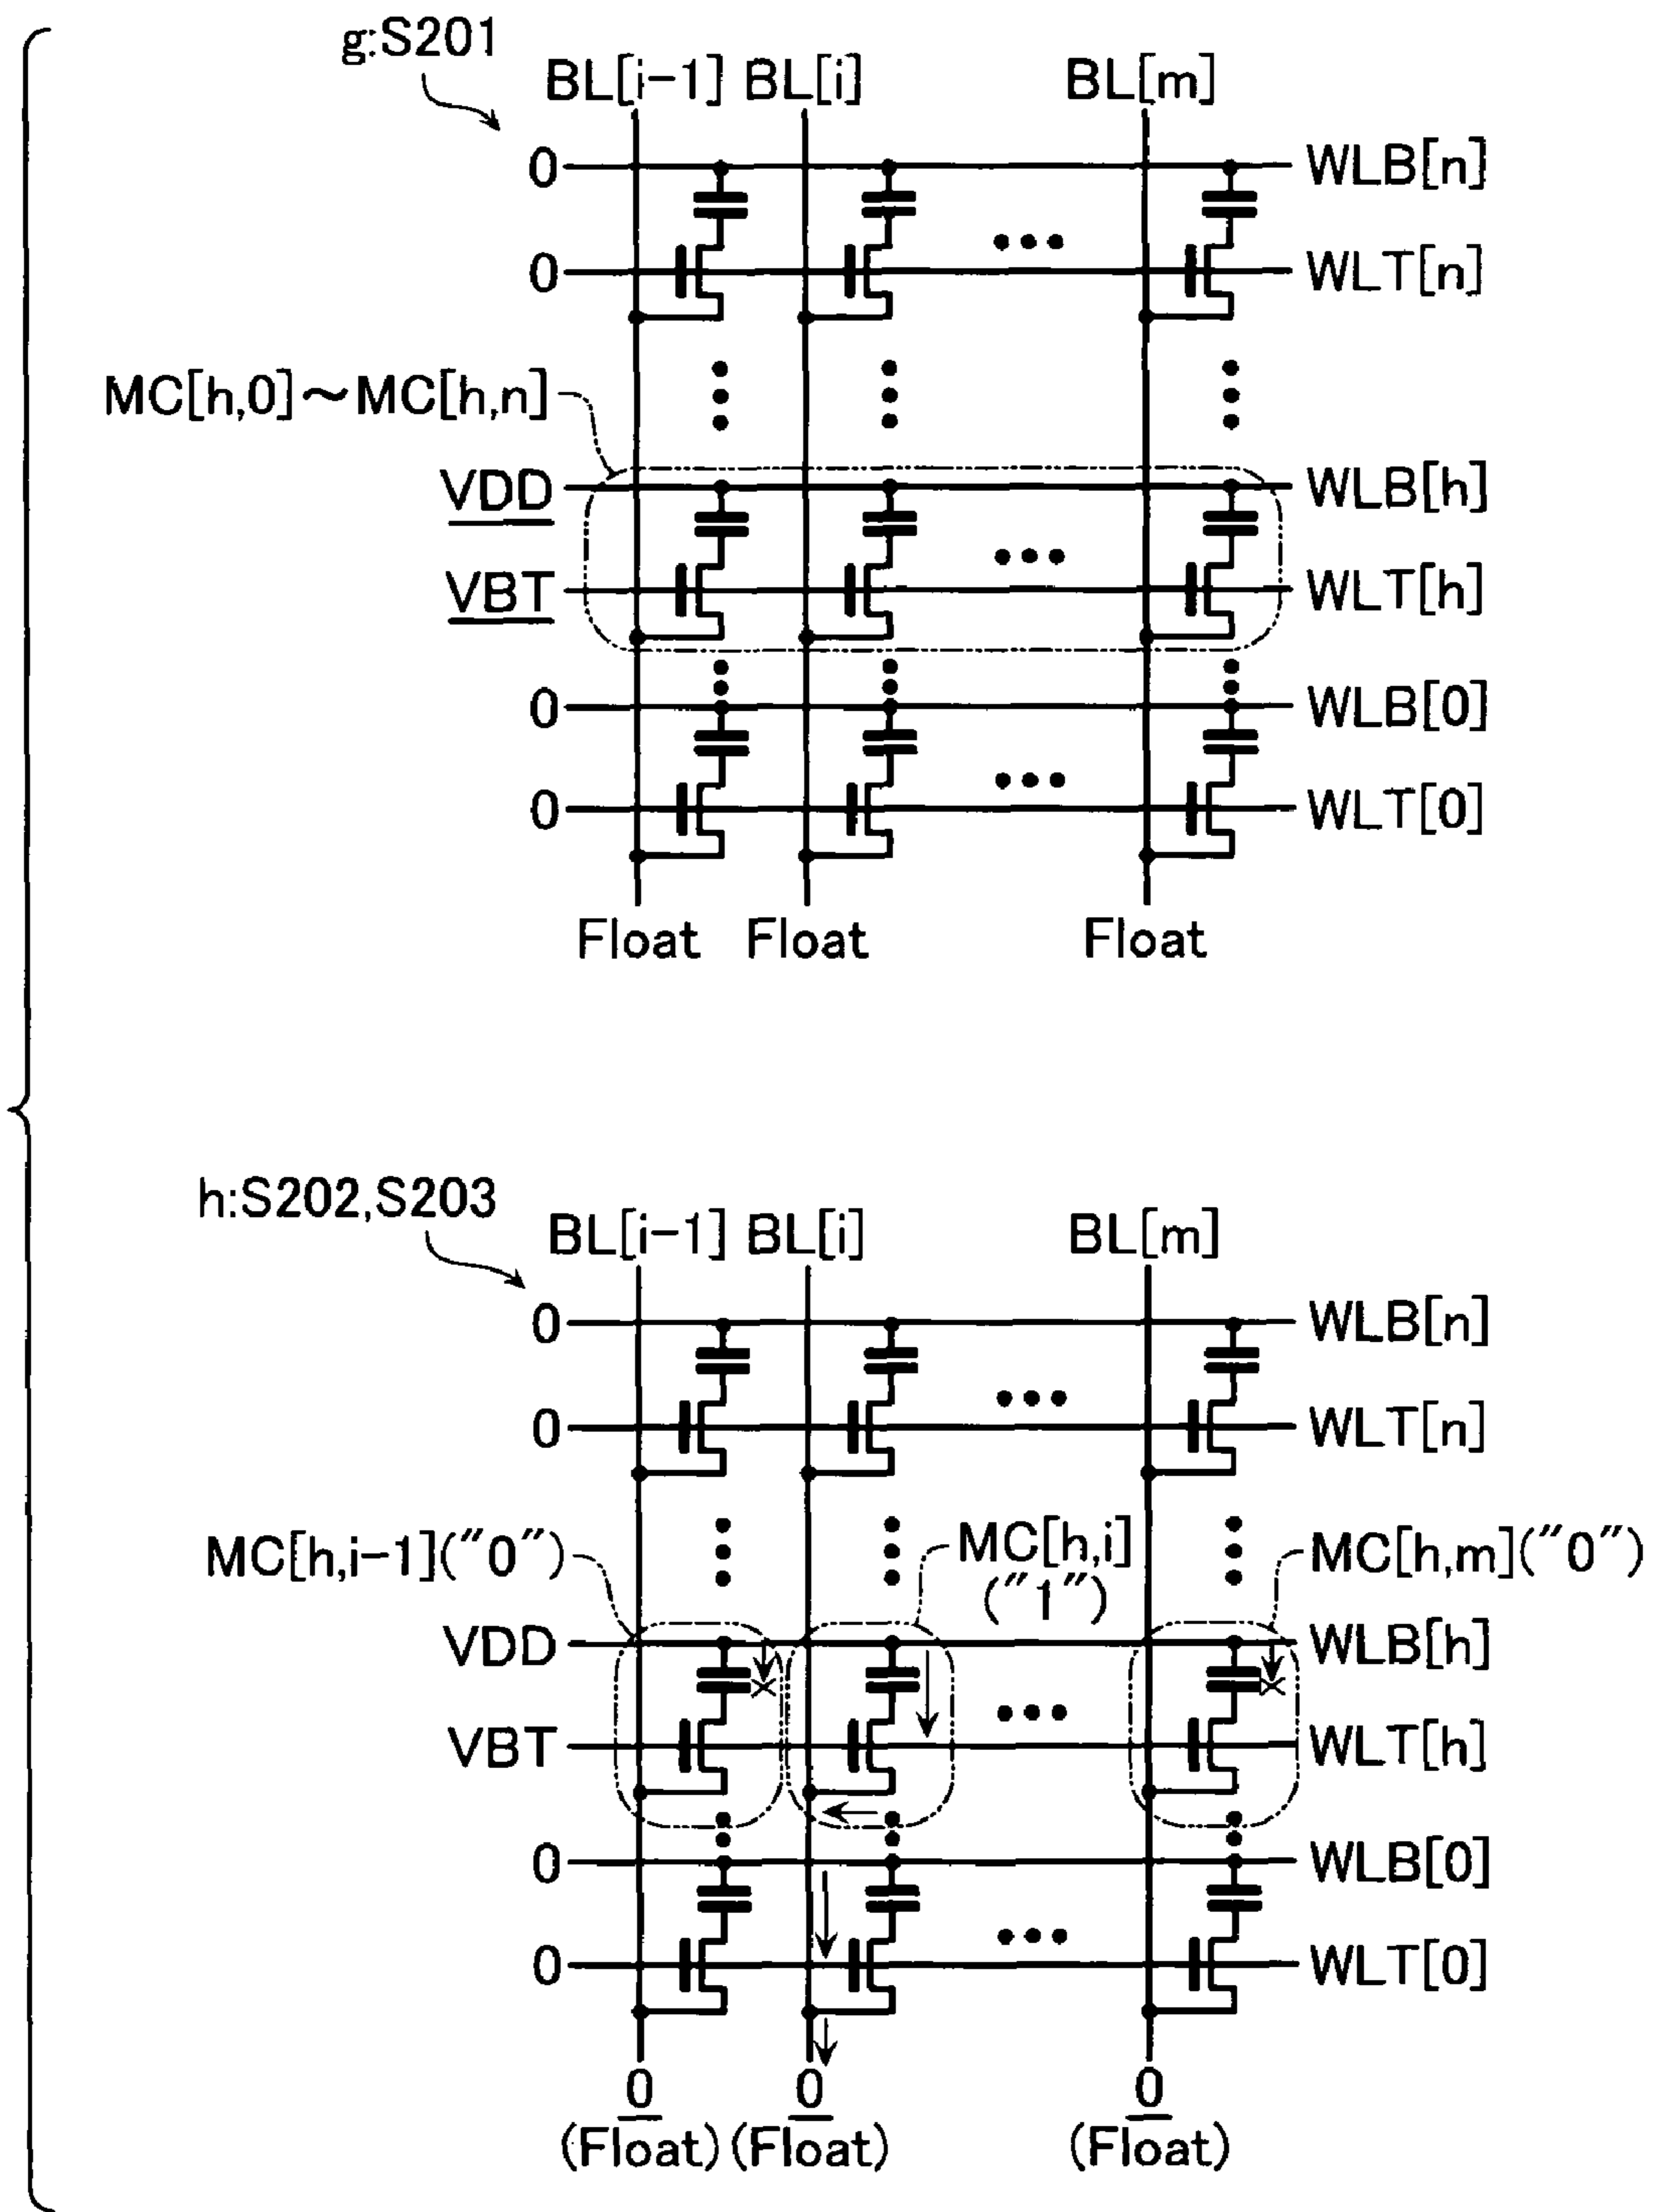 g:S201
BL[i-1] BL[i] BL[m]
0 WLB[n]
0 WLT[n]
MC[h,0]～MC[h,n]
VDD WLB[h]
VBT WLT[h]
0 WLB[0]
0 WLT[0]
Float Float Float
h:S202,S203
BL[i-1] BL[i] BL[m]
0 WLB[n]
0 WLT[n]
MC[h,i-1]("0") MC[h,i] MC[h,m]("0")
("1")
VDD WLB[h]
VBT WLT[h]
0 WLB[0]
0 WLT[0]
0 0 0
(Float) (Float) (Float)